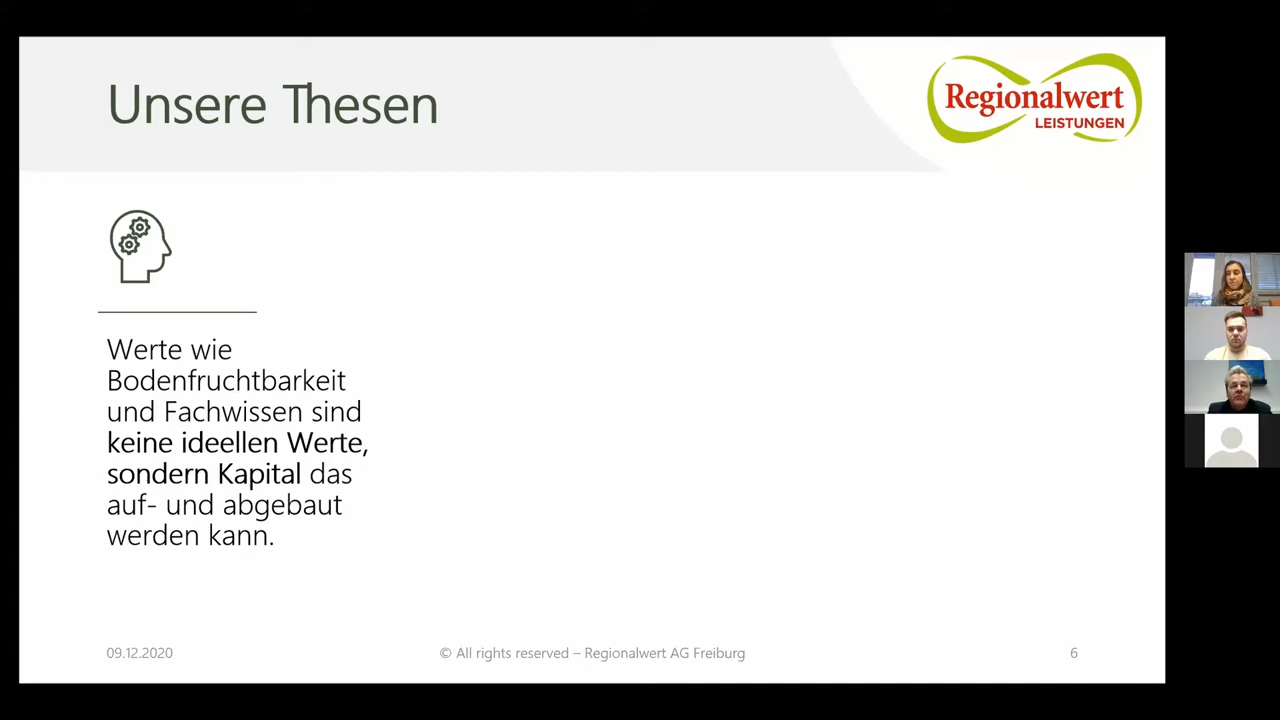 Unsere Thesen
Regionalwert
LEISTUNGEN
Werte wie
Bodenfruchtbarkeit
und Fachwissen sind
keine ideellen Werte,
sondern Kapital das
auf- und abgebaut
werden kann.
09.12.2020
© All rights reserved – Regionalwert AG Freiburg
6